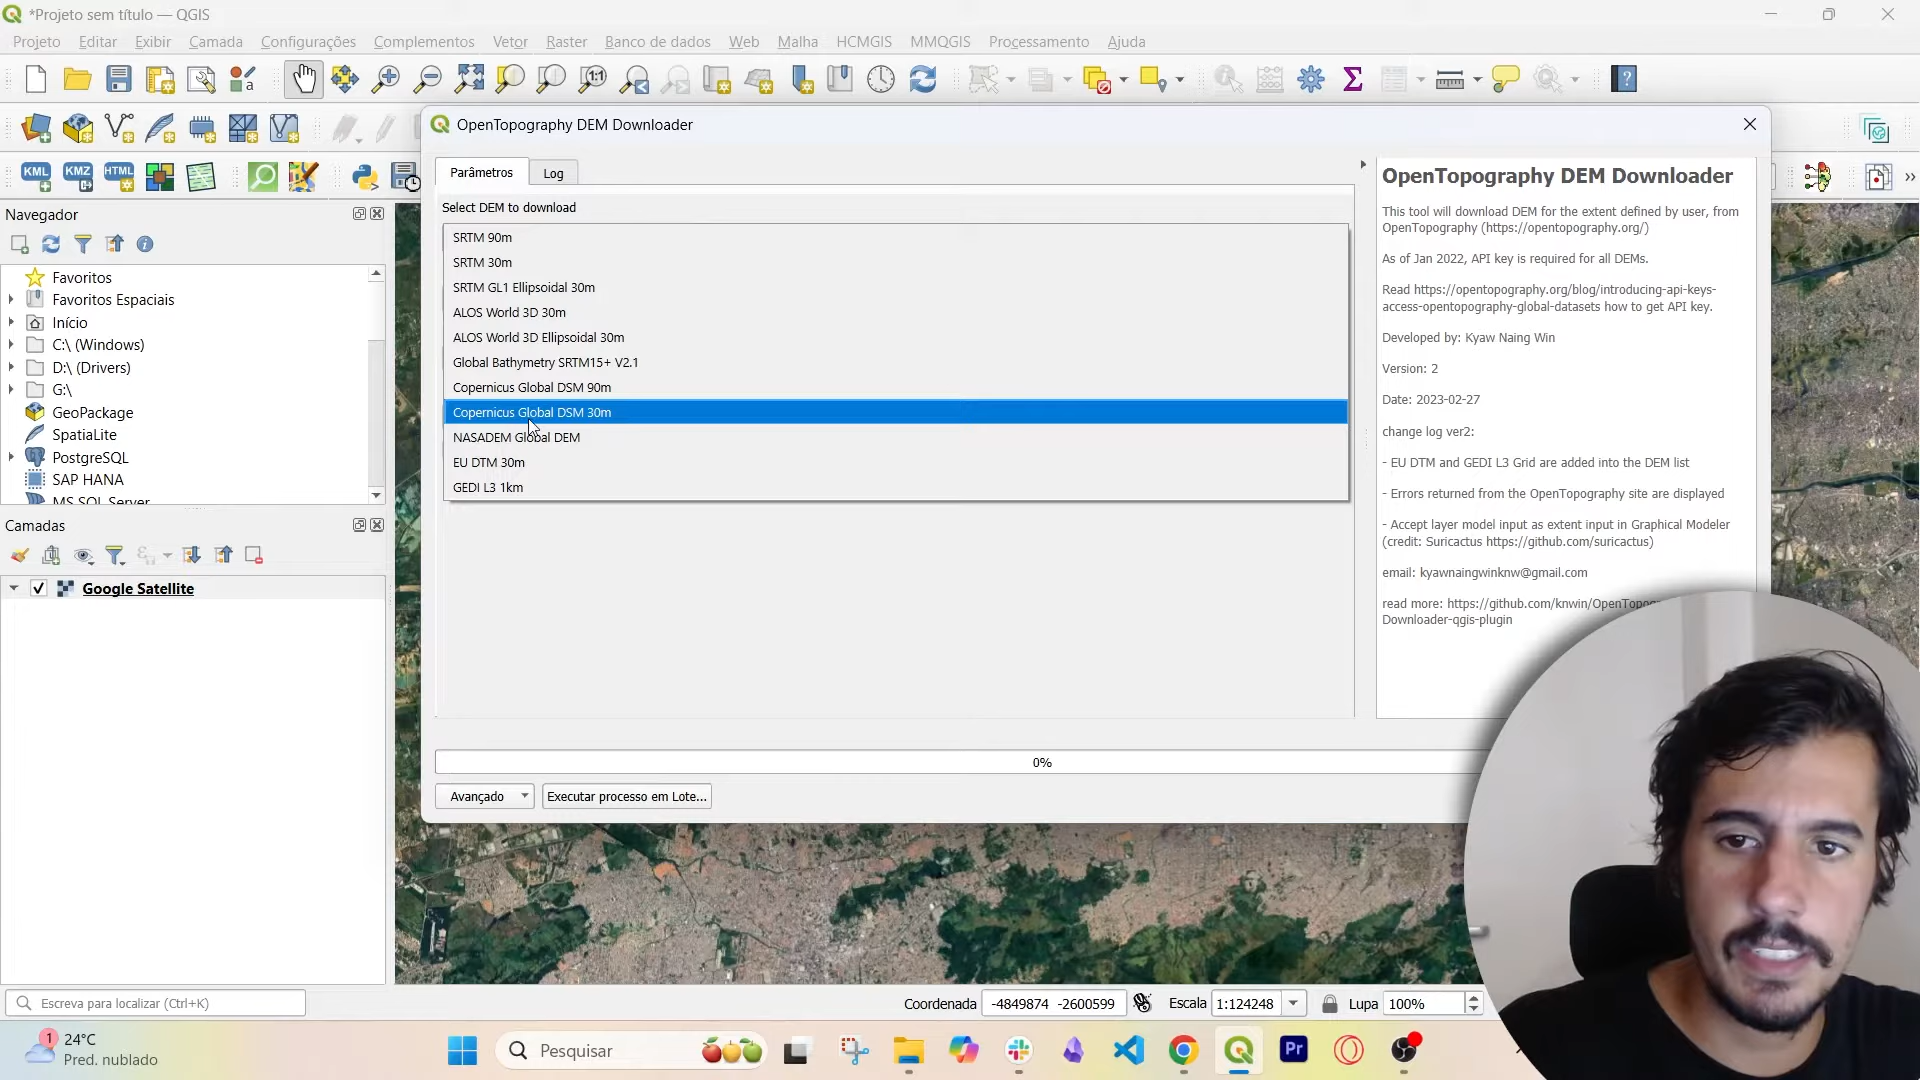 *Projeto sem título — QGIS
Projeto Editar Exibir Camada Configurações Complementos Vetor Raster Banco de dados Web Malha HCMGIS MMQGIS Processamento Ajuda
OpenTopography DEM Downloader
Parâmetros
Log
Select DEM to download
SRTM 90m
SRTM 30m
SRTM GL1 Ellipsoidal 30m
ALOS World 3D 30m
ALOS World 3D Ellipsoidal 30m
Global Bathymetry SRTM15+ V2.1
Copernicus Global DSM 90m
Copernicus Global DSM 30m
NASADEM Global DEM
EU DTM 30m
GEDI L3 1km
0%
Avançado
Executar processo em Lote...
OpenTopography DEM Downloader
This tool will download DEM for the extent defined by user, from
OpenTopography (https://opentopography.org/)
As of Jan 2022, API key is required for all DEMs.
Read https://opentopography.org/blog/introducing-api-keys-
access-opentopography-global-datasets how to get API key.
Developed by: Kyaw Naing Win
Version: 2
Date: 2023-02-27
change log ver2:
- EU DTM and GEDI L3 Grid are added into the DEM list
- Errors returned from the OpenTopography site are displayed
- Accept layer model input as extent input in Graphical Modeler
(credit: Suricactus https://github.com/suricactus)
email: kyawnaingwinknw@gmail.com
read more: https://github.com/knwin/OpenTopo
Downloader-qgis-plugin
KML
KMZ
HTML
1:1
Navegador
Favoritos
Favoritos Espaciais
Início
C:\ (Windows)
D:\ (Drivers)
G:\
GeoPackage
SpatiaLite
PostgreSQL
SAP HANA
MS SQL Server
Camadas
Google Satellite
Escreva para localizar (Ctrl+K)
Coordenada -4849874 -2600599 Escala 1:124248 Lupa 100%
1
24°C
Pred. nublado
Pesquisar
Pr